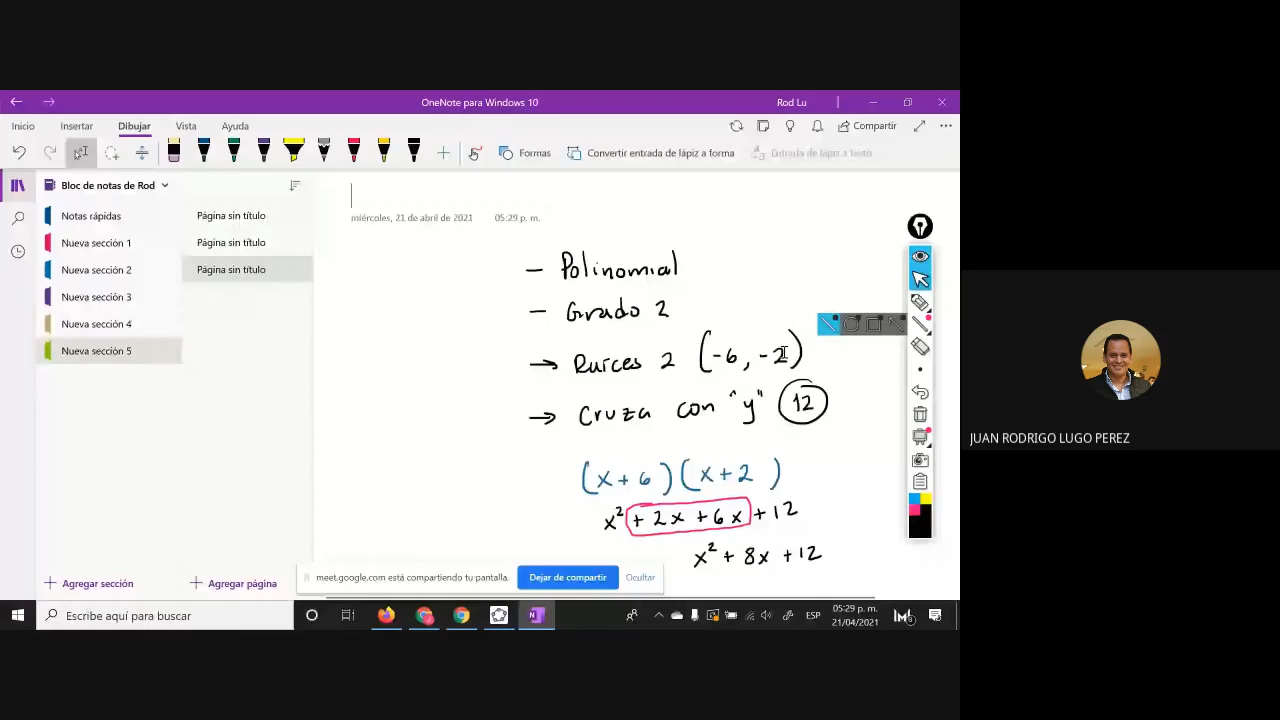 OneNote para Windows 10
Rod Lu
Inicio
Insertar
Dibujar
Vista
Ayuda
Compartir
Formas
Convertir entrada de lápiz a forma
Entrada de lápiz a texto
Bloc de notas de Rod
Notas rápidas
Nueva sección 1
Nueva sección 2
Nueva sección 3
Nueva sección 4
Nueva sección 5
Página sin título
Página sin título
Página sin título
miércoles, 21 de abril de 2021 05:29 p. m.
- Polinomial
- Grado 2
→ Raíces 2 (-6, -2)
→ Cruza con "y" 12
(x+6)(x+2)
x² + 2x + 6x + 12
x² + 8x + 12
Agregar sección
Agregar página
meet.google.com está compartiendo tu pantalla.
Dejar de compartir
Ocultar
Escribe aquí para buscar
ESP
05:29 p. m.
21/04/2021
JUAN RODRIGO LUGO PEREZ